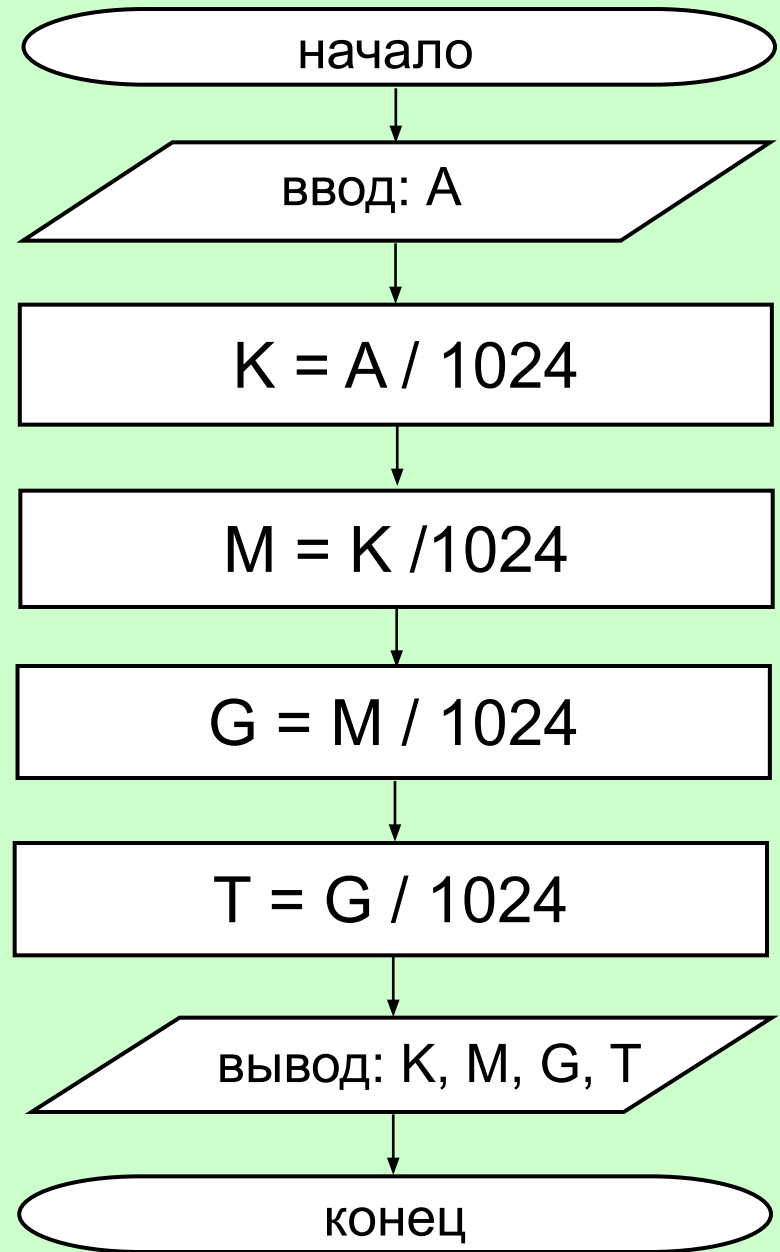 начало
ввод: A
K = A / 1024
M = K /1024
G = M / 1024
T = G / 1024
вывод: K, M, G, T
конец